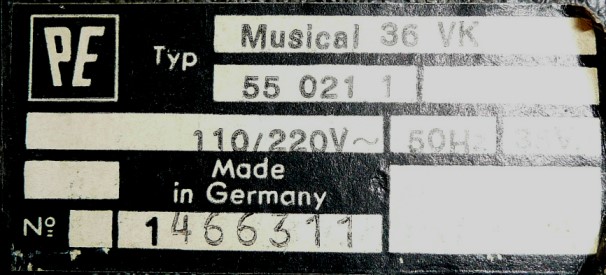 PE Typ Musical 36 VK
55 021 1
110/220V~ 50Hz
Made
in Germany
Nº 1466311